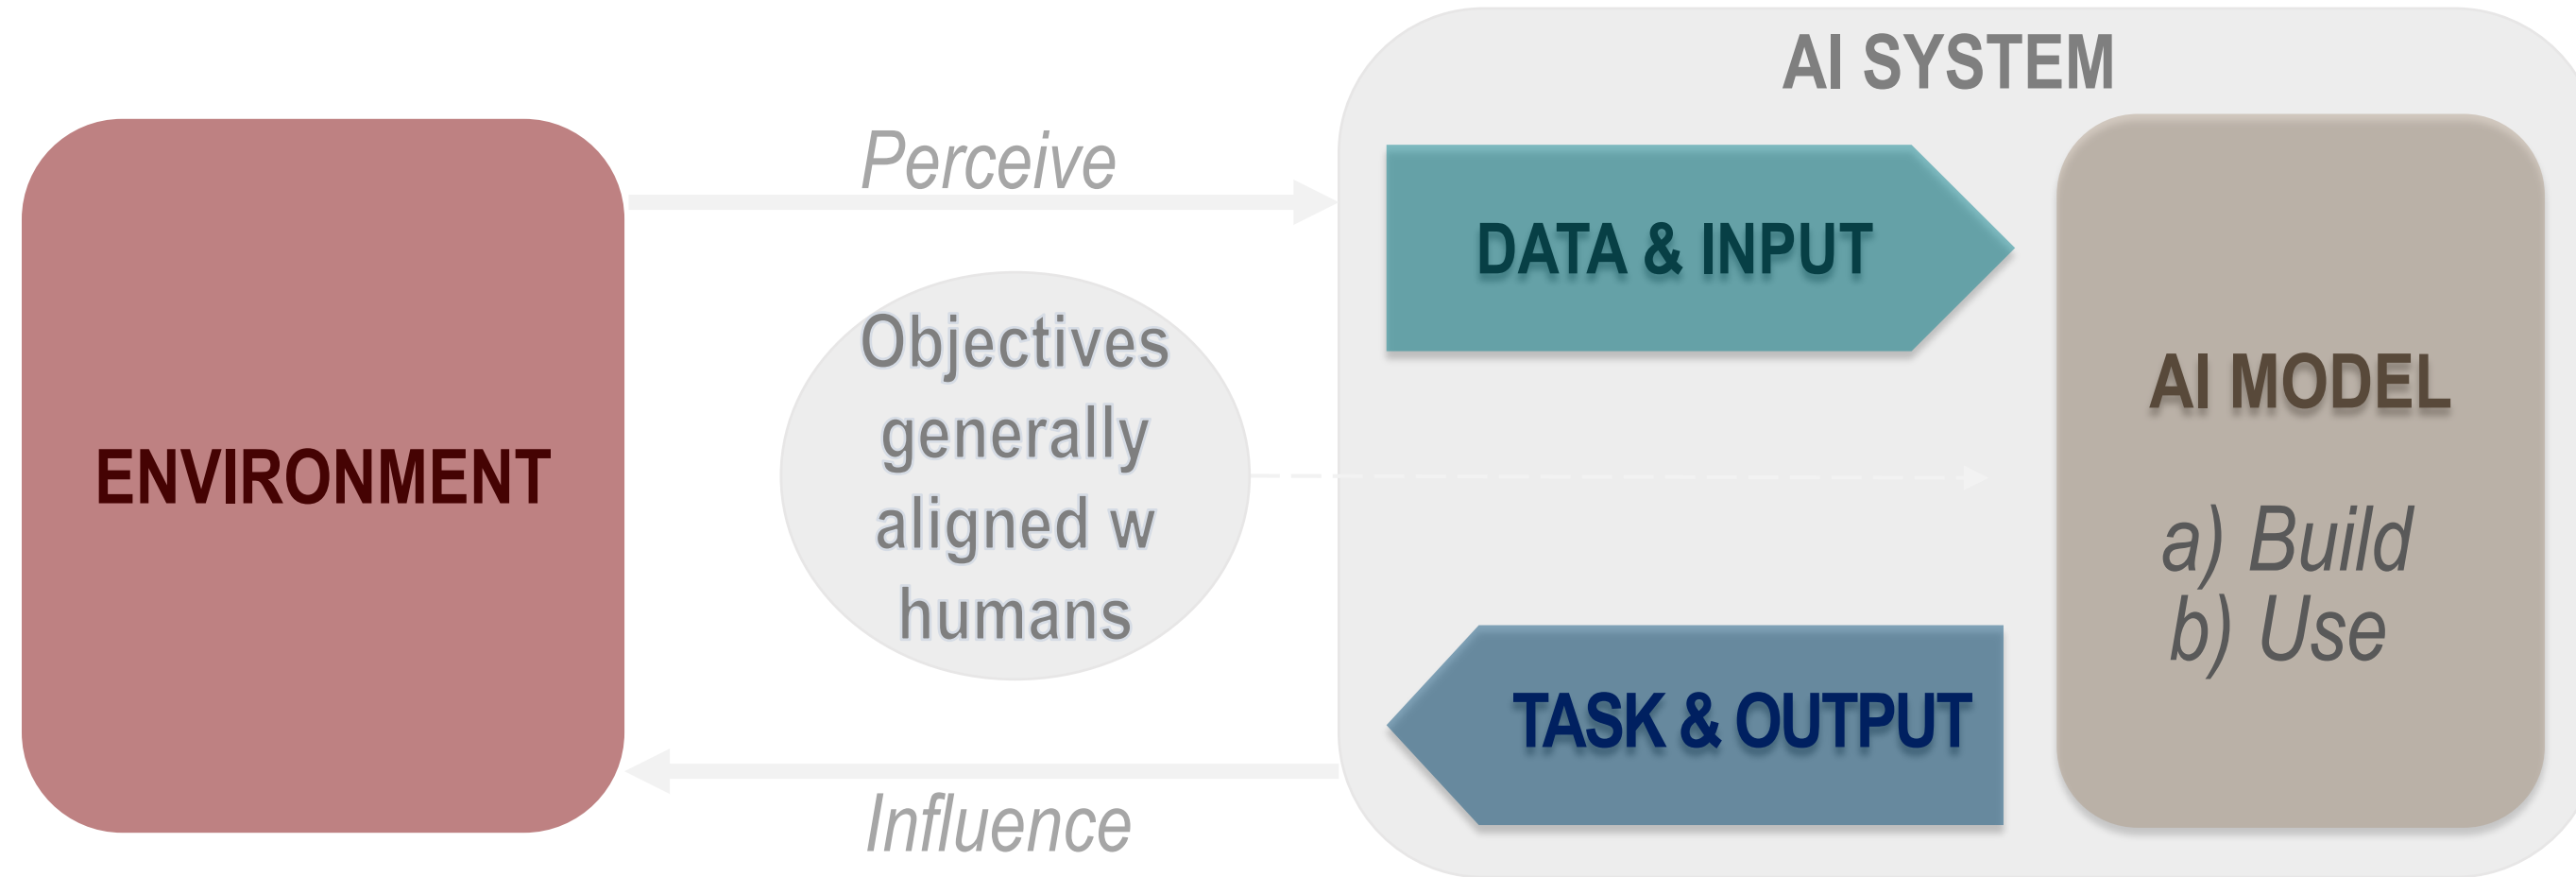 AI SYSTEM
Perceive
DATA & INPUT
ENVIRONMENT
Objectives
generally
aligned w
humans
AI MODEL
a) Build
b) Use
TASK & OUTPUT
Influence